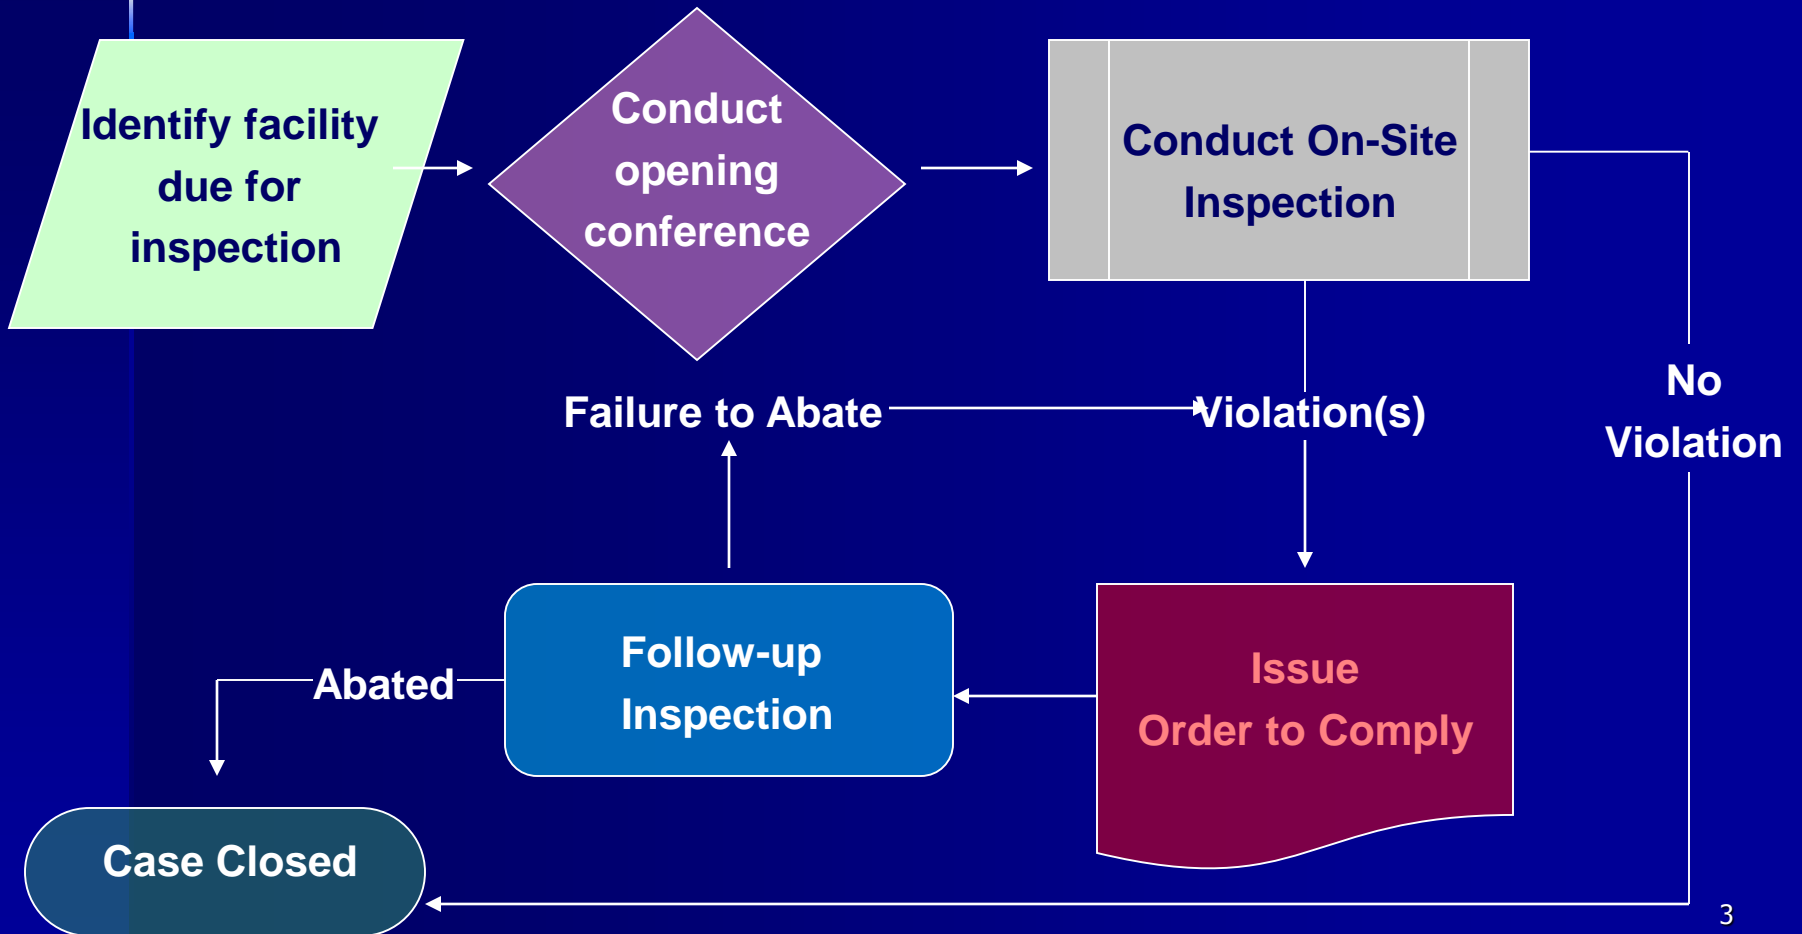 Identify facility
due for
inspection
Conduct
opening
conference
Conduct On-Site
Inspection
Failure to Abate
Violation(s)
No
Violation
Abated
Follow-up
Inspection
Issue
Order to Comply
Case Closed
3